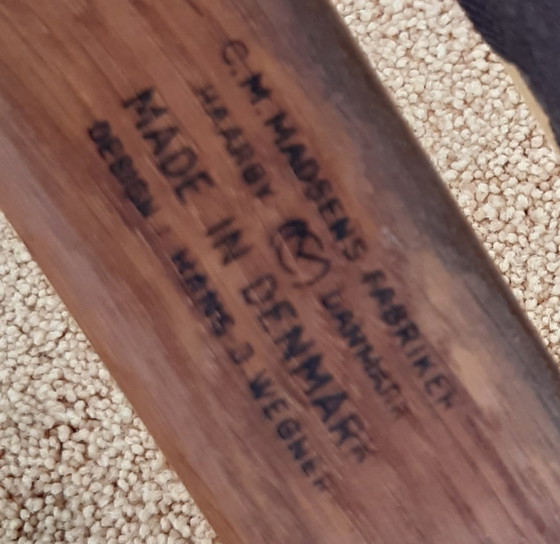 C.M. MADSENS FABRIKER
HAARBY DANMARK
MADE IN DENMARK
DESIGN: HANS J WEGNER